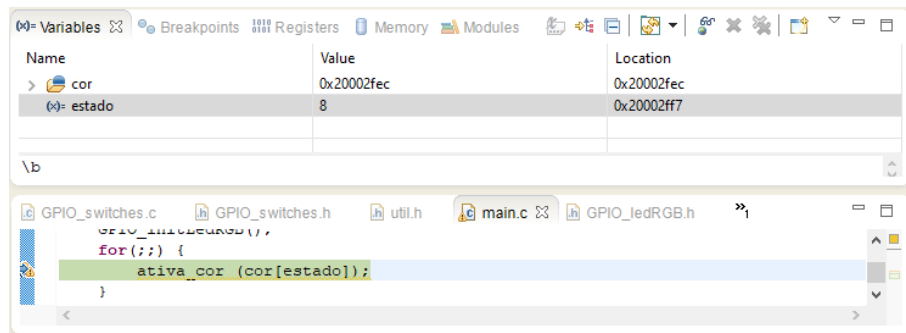 (x)= Variables Breakpoints Registers Memory Modules
Name Value Location
cor 0x20002fec 0x20002fec
(x)= estado 8 0x20002ff7
\b
GPIO_switches.c GPIO_switches.h util.h main.c GPIO_ledRGB.h »1
GPIO_initLedRGB();
for(;;) {
ativa_cor (cor[estado]);
}